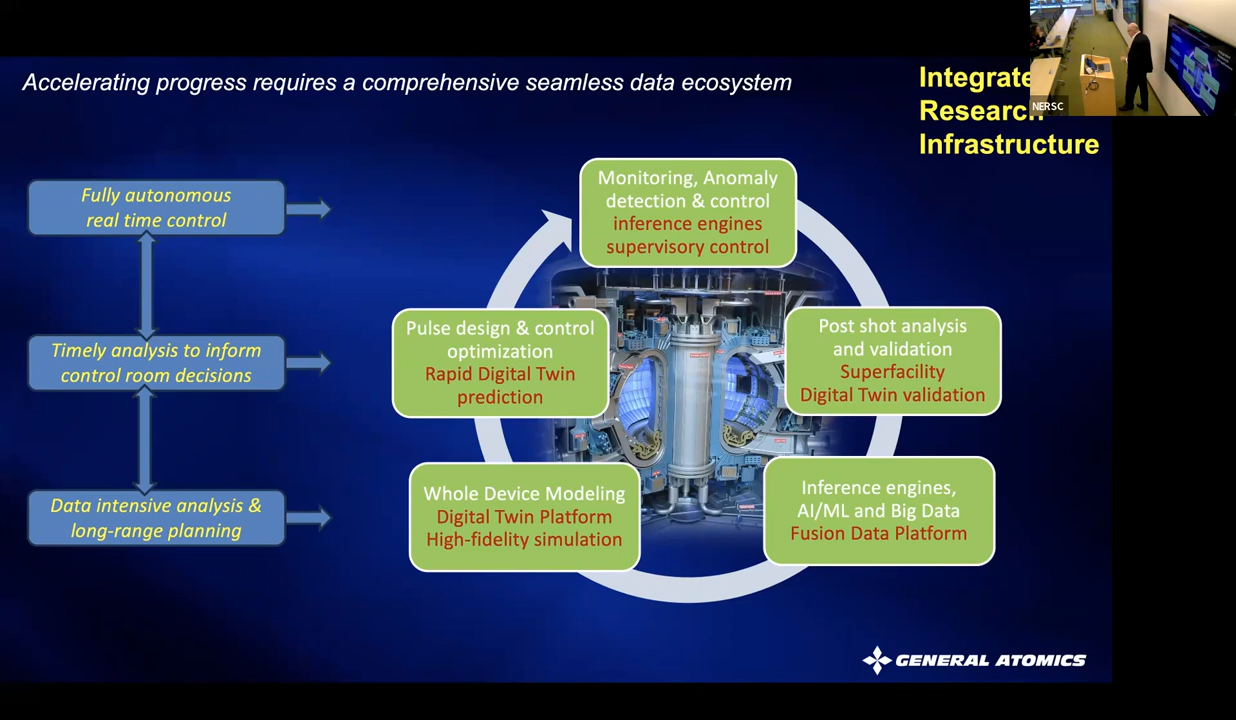 Accelerating progress requires a comprehensive seamless data ecosystem
Integrate
Research
Infrastructure
NERSC
Fully autonomous
real time control
Timely analysis to inform
control room decisions
Data intensive analysis &
long-range planning
Monitoring, Anomaly
detection & control
inference engines
supervisory control
Pulse design & control
optimization
Rapid Digital Twin
prediction
Post shot analysis
and validation
Superfacility
Digital Twin validation
Whole Device Modeling
Digital Twin Platform
High-fidelity simulation
Inference engines,
AI/ML and Big Data
Fusion Data Platform
GENERAL ATOMICS